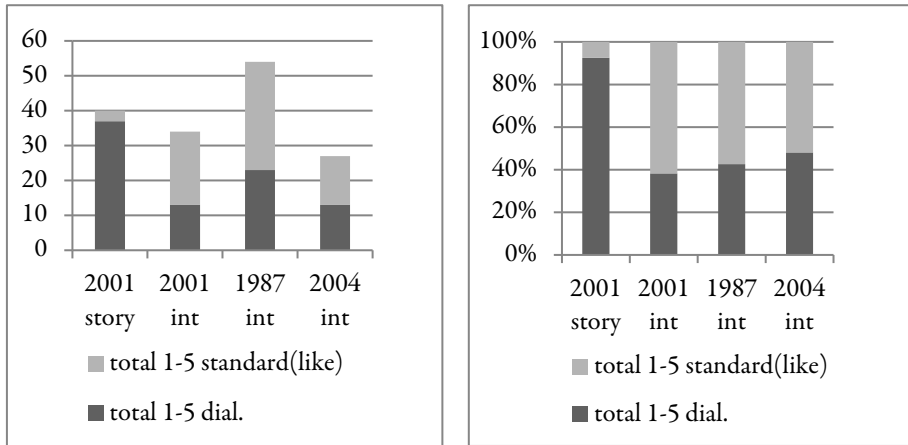 60
50
40
30
20
10
0
2001 2001 1987 2004
story int int int
total 1-5 standard(like)
total 1-5 dial.
100%
80%
60%
40%
20%
0%
2001 2001 1987 2004
story int int int
total 1-5 standard(like)
total 1-5 dial.